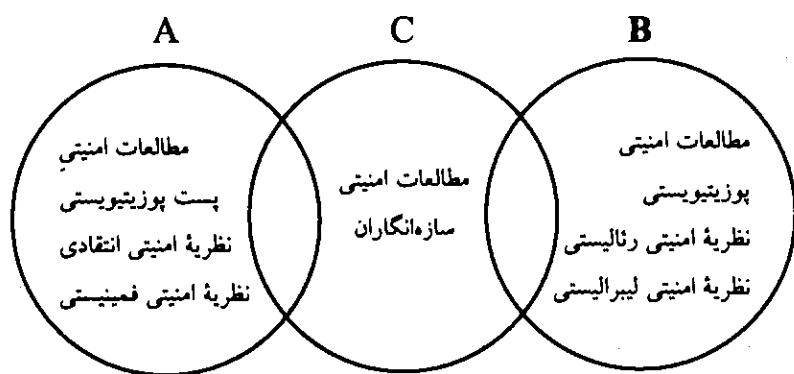 A
C
B
مطالعات امنیتی
پست پوزیتیویستی
نظریهٔ امنیتی انتقادی
نظریهٔ امنیتی فمینیستی
مطالعات امنیتی
سازه‌انگاران
مطالعات امنیتی
پوزیتیویستی
نظریهٔ امنیتی رئالیستی
نظریهٔ امنیتی لیبرالیستی